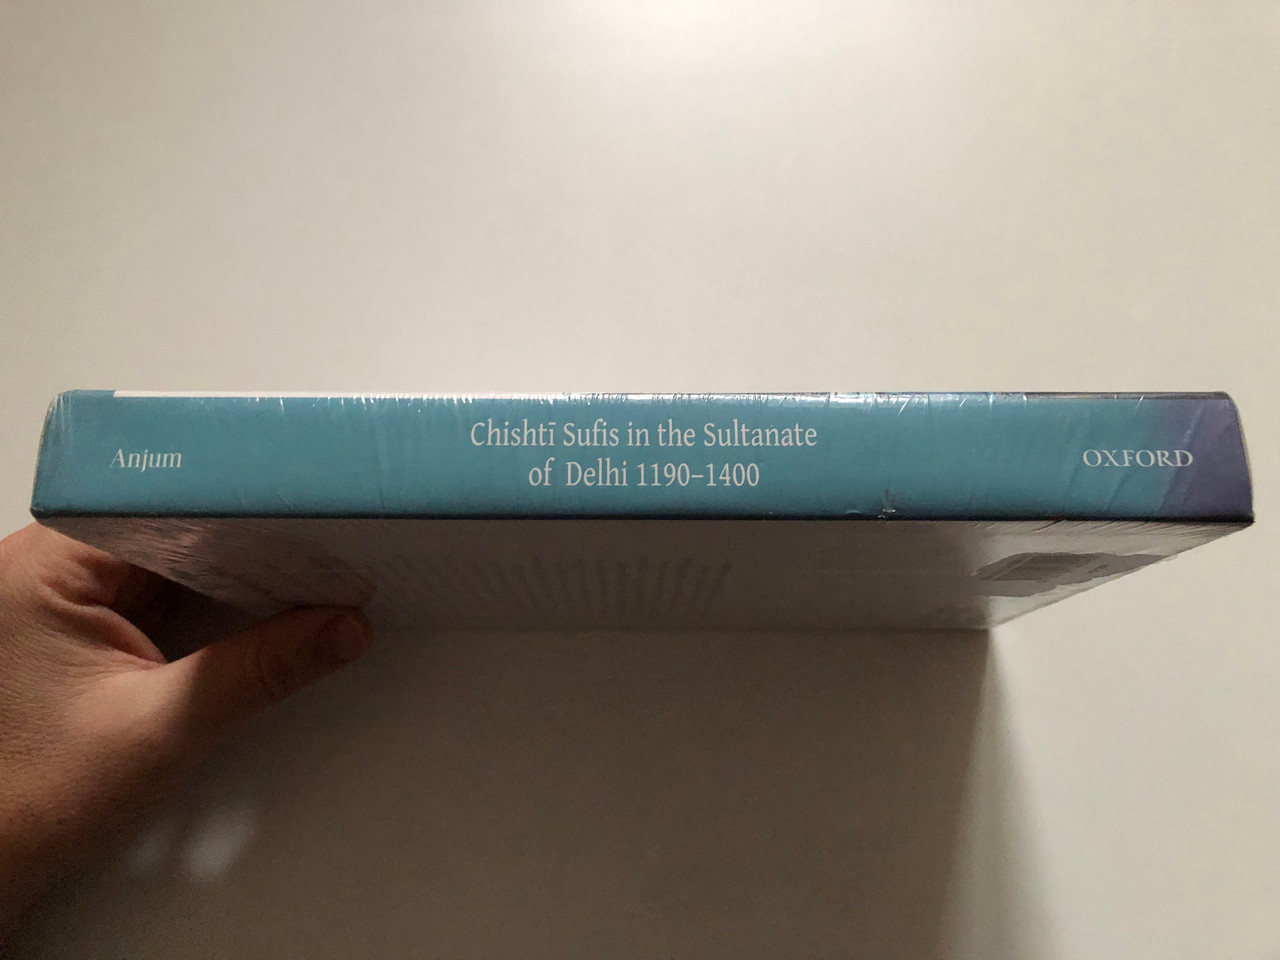 Anjum
Chishtī Sufis in the Sultanate
of Delhi 1190–1400
OXFORD